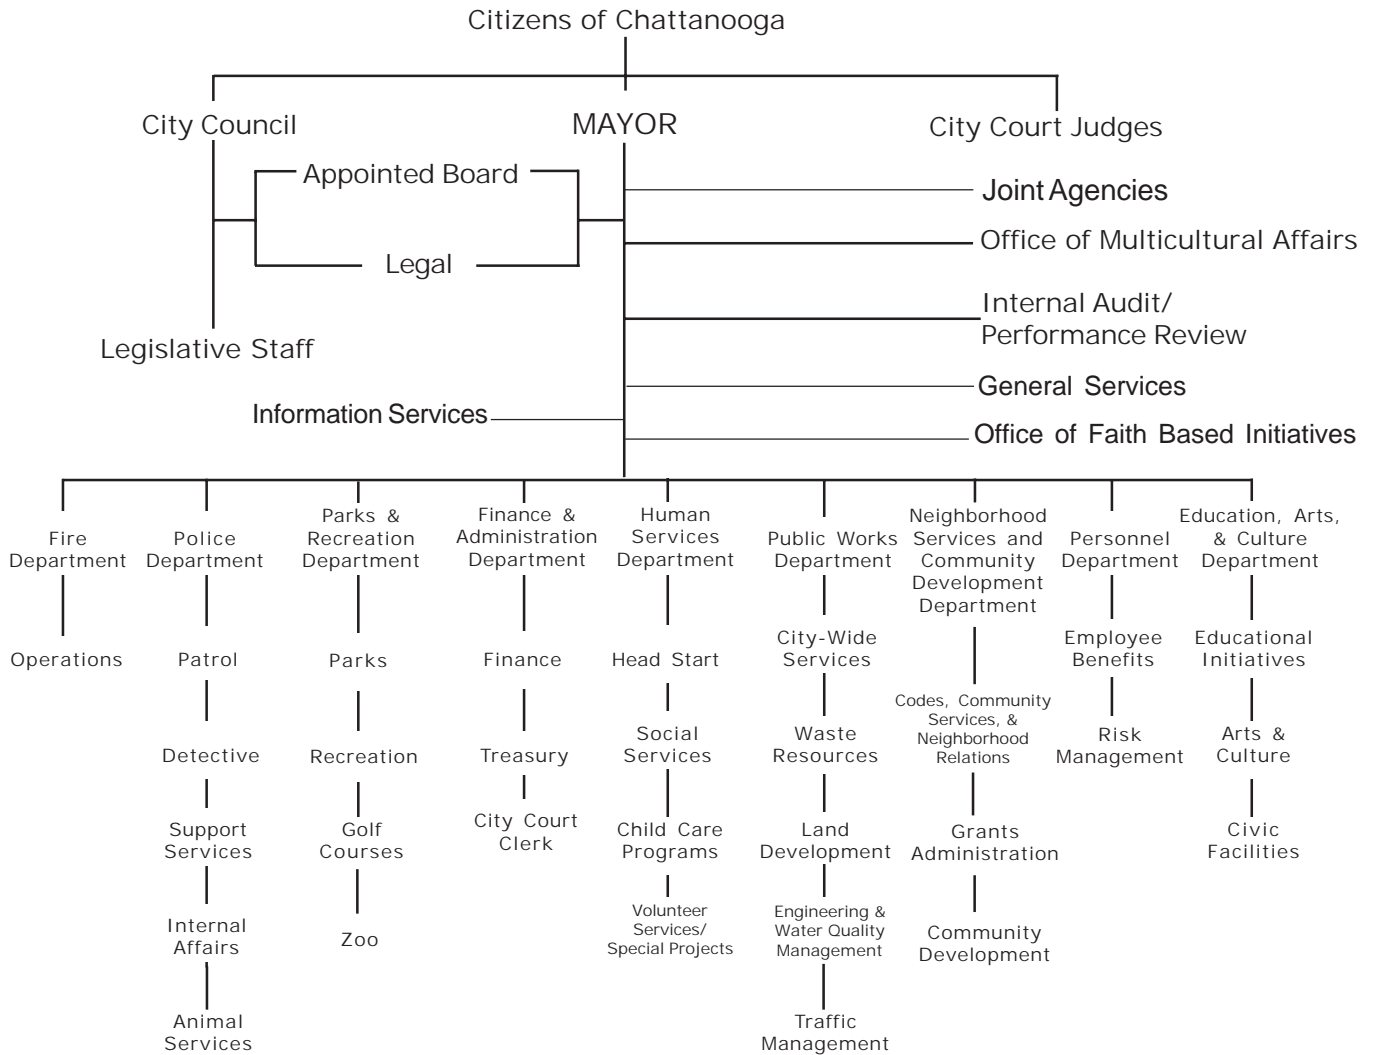 Citizens of Chattanooga
City Council
MAYOR
City Court Judges
Appointed Board
Legal
Legislative Staff
Joint Agencies
Office of Multicultural Affairs
Internal Audit/
Performance Review
General Services
Information Services
Office of Faith Based Initiatives
Fire
Department
Operations
Police
Department
Patrol
Detective
Support
Services
Internal
Affairs
Animal
Services
Parks &
Recreation
Department
Parks
Recreation
Golf
Courses
Zoo
Finance &
Administration
Department
Finance
Treasury
City Court
Clerk
Human
Services
Department
Head Start
Social
Services
Child Care
Programs
Volunteer
Services/
Special Projects
Public Works
Department
City-Wide
Services
Waste
Resources
Land
Development
Engineering &
Water Quality
Management
Traffic
Management
Neighborhood
Services and
Community
Development
Department
Codes, Community
Services, &
Neighborhood
Relations
Grants
Administration
Community
Development
Personnel
Department
Employee
Benefits
Risk
Management
Education, Arts,
& Culture
Department
Educational
Initiatives
Arts &
Culture
Civic
Facilities